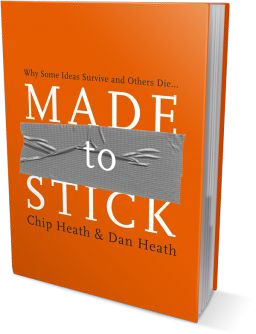 Why Some Ideas Survive and Others Die...
MADE
to
STICK
Chip Heath & Dan Heath